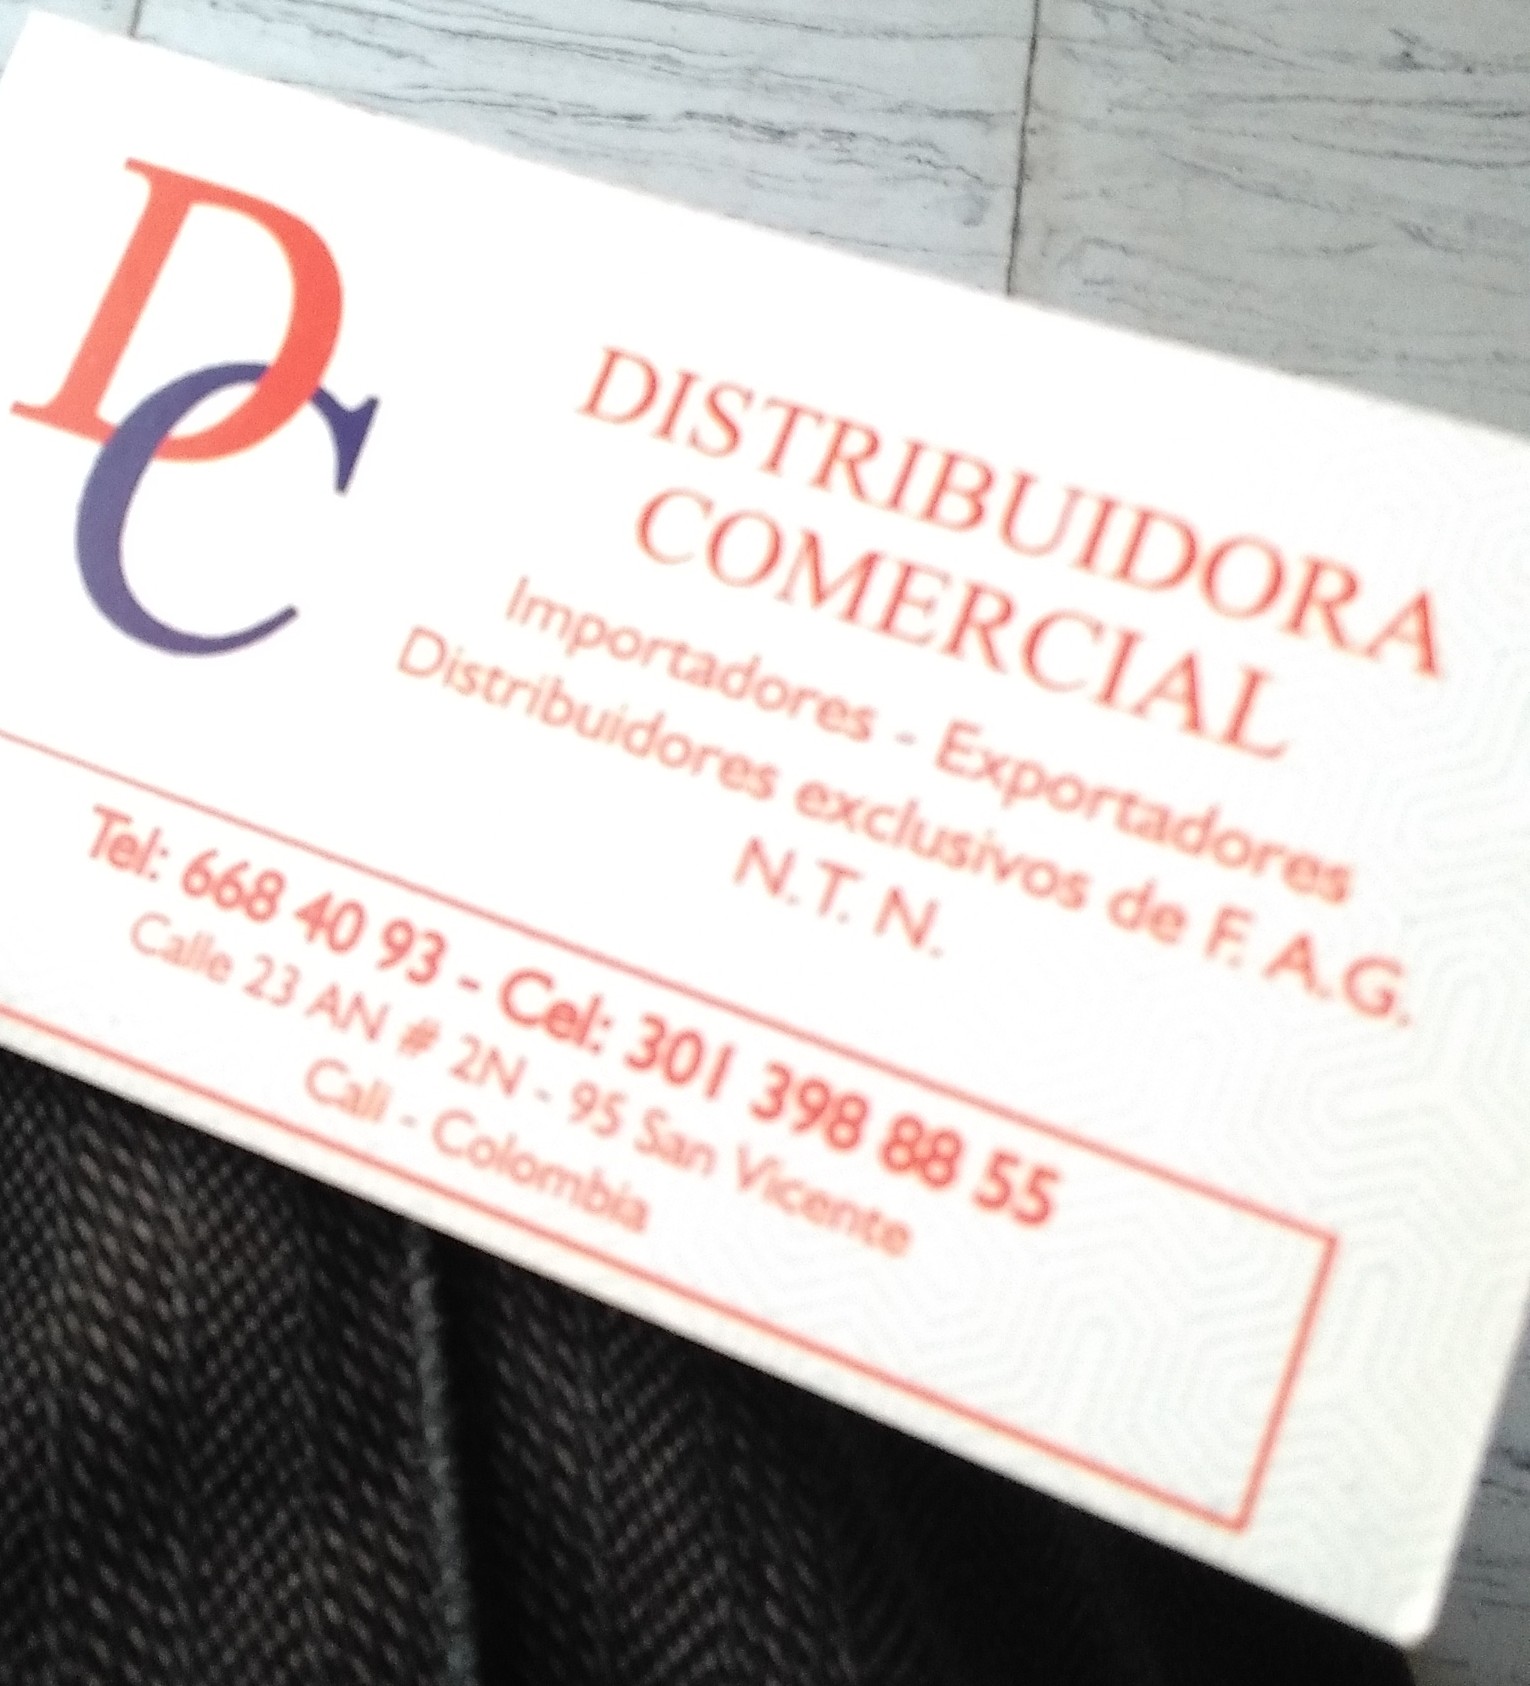 DC
DISTRIBUIDORA
COMERCIAL
Importadores - Exportadores
Distribuidores exclusivos de F. A.G.
N.T. N.
Tel: 668 40 93 - Cel: 301 398 88 55
Calle 23 AN # 2N - 95 San Vicente
Cali - Colombia